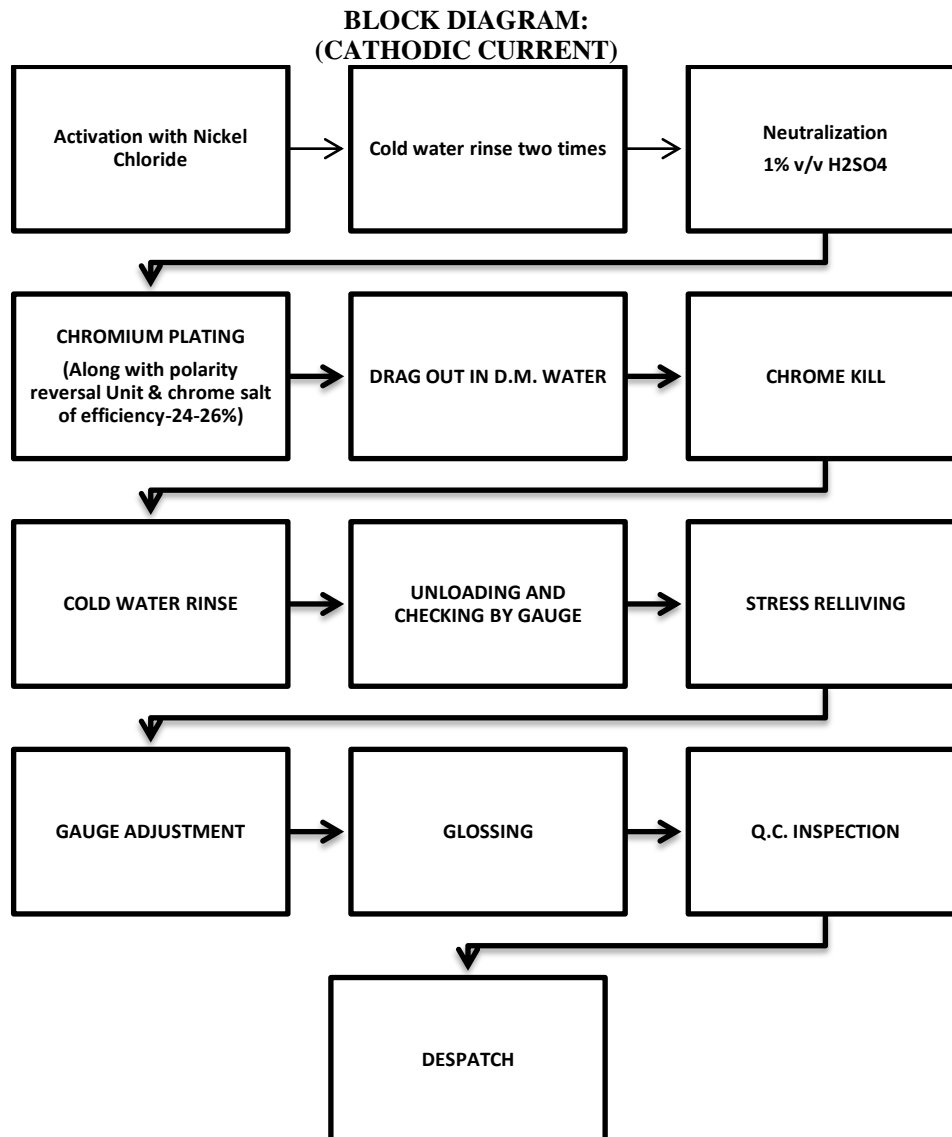 BLOCK DIAGRAM:
(CATHODIC CURRENT)
Activation with Nickel
Chloride
Cold water rinse two times
Neutralization
1% v/v H2SO4
CHROMIUM PLATING
(Along with polarity
reversal Unit & chrome salt
of efficiency-24-26%)
DRAG OUT IN D.M. WATER
CHROME KILL
COLD WATER RINSE
UNLOADING AND
CHECKING BY GAUGE
STRESS RELLIVING
GAUGE ADJUSTMENT
GLOSSING
Q.C. INSPECTION
DESPATCH